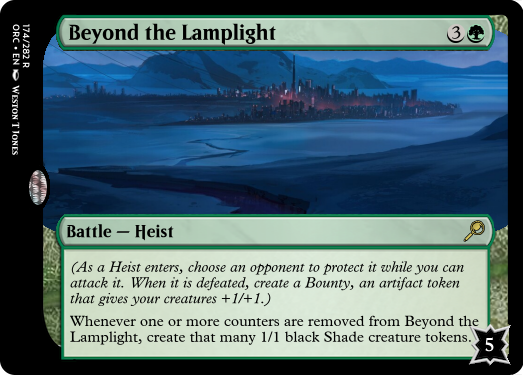 Beyond the Lamplight
3
174/282 R
ORC • EN Weston T Jones
Battle — Heist
(As a Heist enters, choose an opponent to protect it while you can
attack it. When it is defeated, create a Bounty, an artifact token
that gives your creatures +1/+1.)
Whenever one or more counters are removed from Beyond the
Lamplight, create that many 1/1 black Shade creature tokens.
5